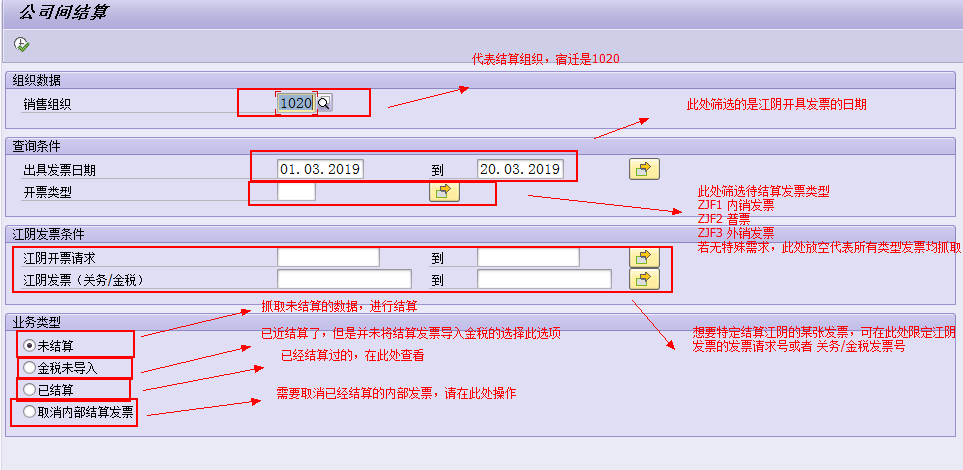 公司间结算
代表结算组织，宿迁是1020
组织数据
销售组织
1020
此处筛选的是江阴开具发票的日期
查询条件
出具发票日期
01.03.2019
到
20.03.2019
开票类型
此处筛选待结算发票类型
ZJF1 内销发票
ZJF2 普票
ZJF3 外销发票
若无特殊需求，此处放空代表所有类型发票均抓取
江阴发票条件
江阴开票请求
到
江阴发票（关务/金税）
到
抓取未结算的数据，进行结算
业务类型
已近结算了，但是并未将结算发票导入金税的选择此选项
想要特定结算江阴的某张发票，可在此处限定江阴
发票的发票请求号或者 关务/金税发票号
未结算
已经结算过的，在此处查看
金税未导入
已结算
需要取消已经结算的内部发票，请在此处操作
取消内部结算发票